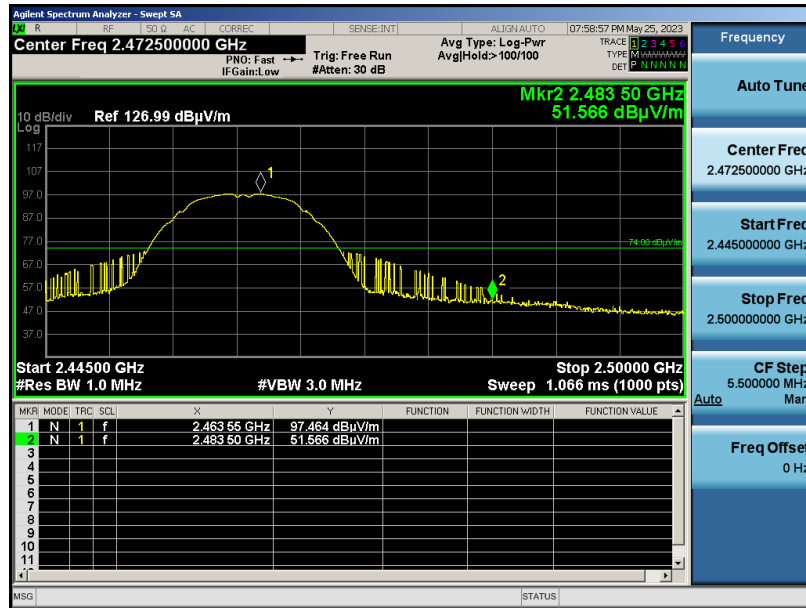 Agilent Spectrum Analyzer - Swept SA
LXI R RF 50 Ω AC CORREC SENSE:INT ALIGN AUTO 07:58:57 PM May 25, 2023
Center Freq 2.472500000 GHz
PNO: Fast
IFGain:Low
Trig: Free Run
#Atten: 30 dB
Avg Type: Log-Pwr
Avg|Hold:>100/100
TRACE 1 2 3 4 5 6
TYPE M WWWWW
DET P N N N N N
Mkr2 2.483 50 GHz
51.566 dBµV/m
10 dB/div Ref 126.99 dBµV/m
Log
117
107
97.0
87.0
77.0
67.0
57.0
47.0
37.0
1
2
74.00 dBµV/m
Start 2.44500 GHz Stop 2.50000 GHz
#Res BW 1.0 MHz #VBW 3.0 MHz Sweep 1.066 ms (1000 pts)
MKR MODE TRC SCL X Y FUNCTION FUNCTION WIDTH FUNCTION VALUE
1 N 1 f 2.463 55 GHz 97.464 dBµV/m
2 N 1 f 2.483 50 GHz 51.566 dBµV/m
3
4
5
6
7
8
9
10
11
MSG STATUS
Frequency
Auto Tune
Center Freq
2.472500000 GHz
Start Freq
2.445000000 GHz
Stop Freq
2.500000000 GHz
CF Step
5.500000 MHz
Auto Man
Freq Offset
0 Hz